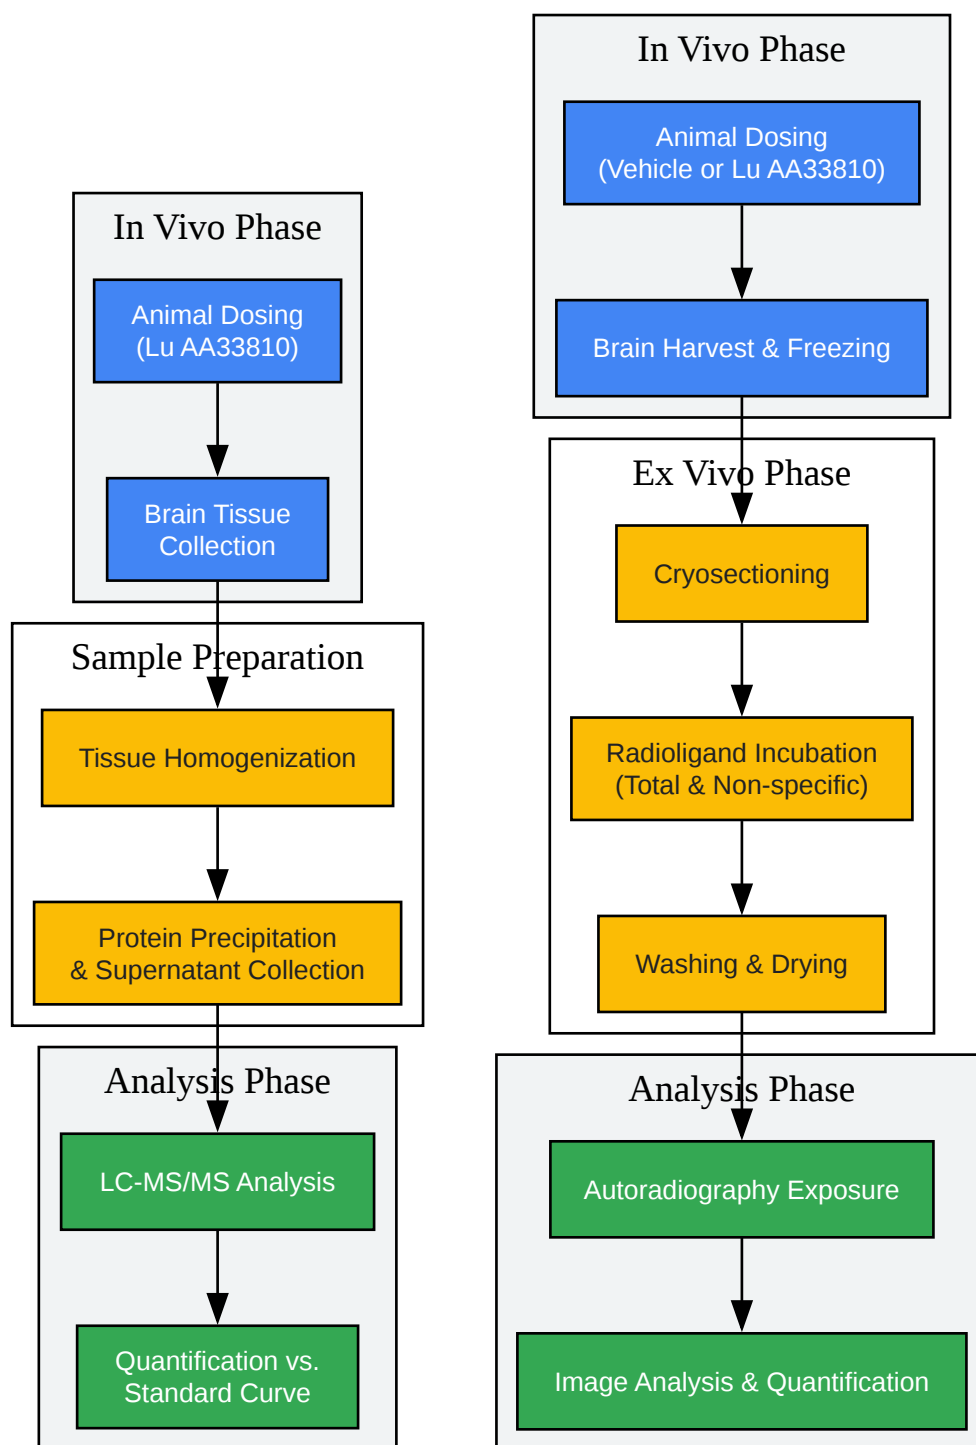 In Vivo Phase
Animal Dosing
(Lu AA33810)
Brain Tissue
Collection
Sample Preparation
Tissue Homogenization
Protein Precipitation
& Supernatant Collection
Analysis Phase
LC-MS/MS Analysis
Quantification vs.
Standard Curve
In Vivo Phase
Animal Dosing
(Vehicle or Lu AA33810)
Brain Harvest & Freezing
Ex Vivo Phase
Cryosectioning
Radioligand Incubation
(Total & Non-specific)
Washing & Drying
Analysis Phase
Autoradiography Exposure
Image Analysis & Quantification